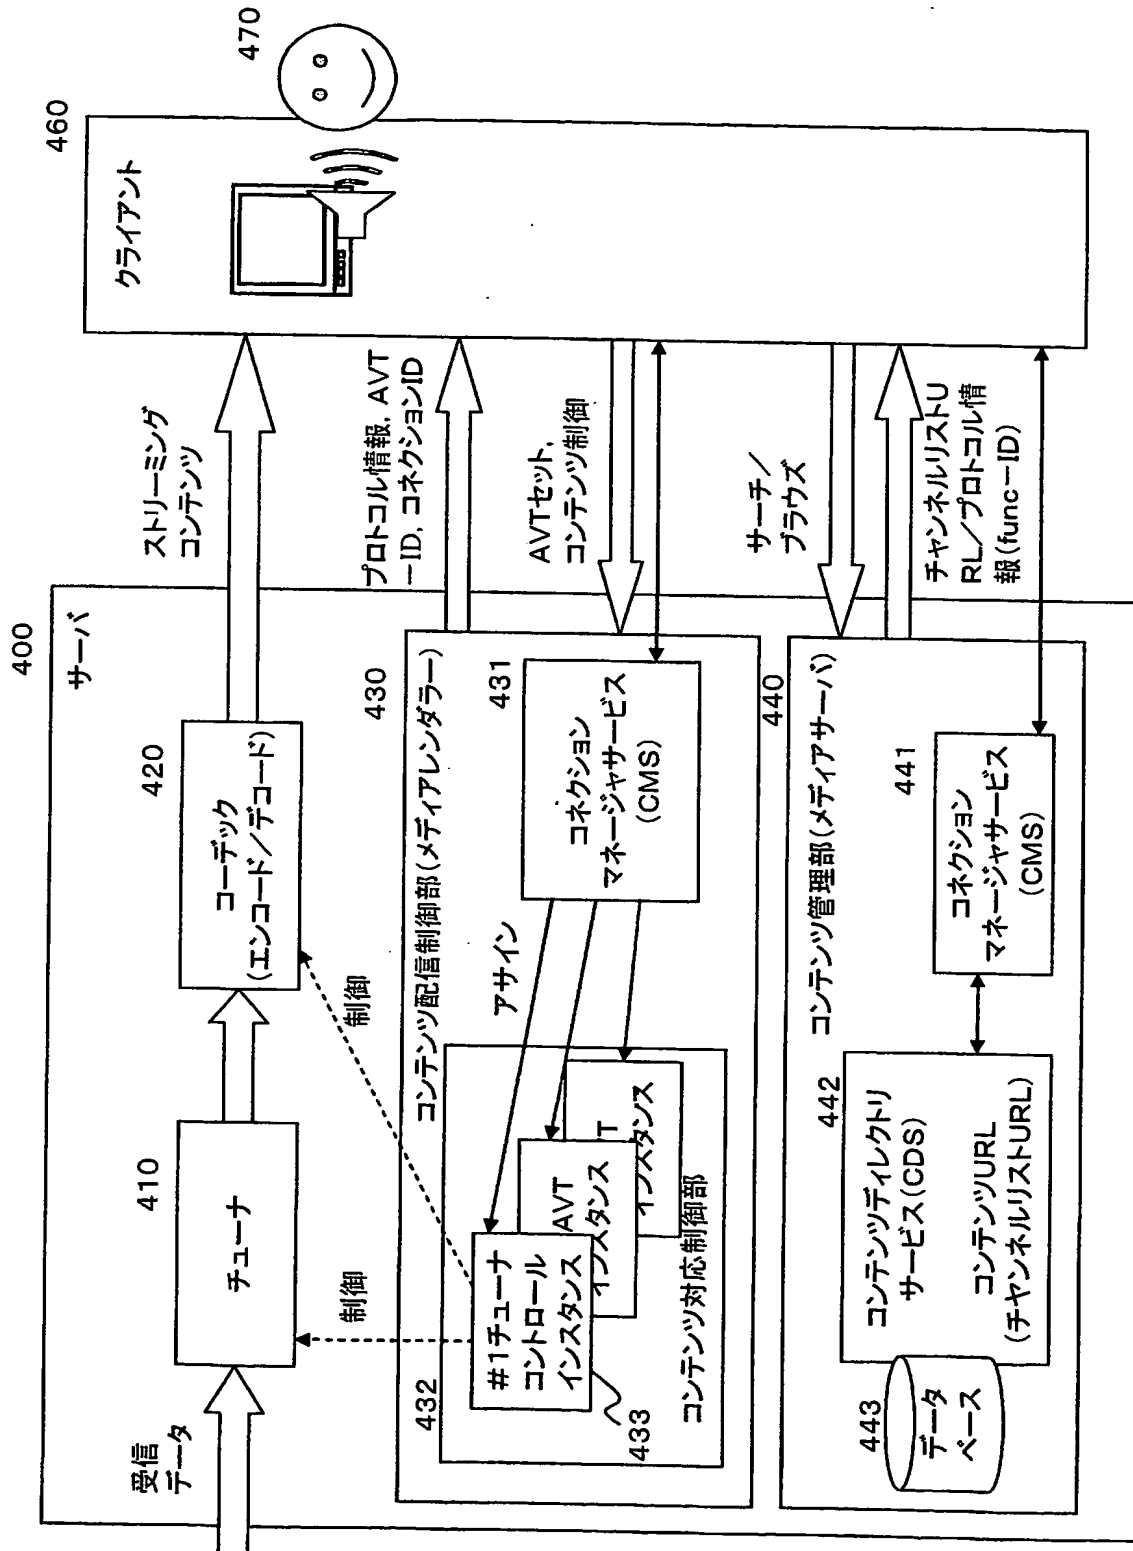 400
サーバ
受信
データ
410
チューナ
420
コーデック
(エンコード/デコード)
ストリーミング
コンテンツ
460
クライアント
470
制御
制御
430
コンテンツ配信制御部(メディアレンダラー)
432
#1チューナ
コントロール
インスタンス
433
AVT
インスタンス
VT
インスタンス
コンテンツ対応制御部
アサイン
431
コネクション
マネージャサービス
(CMS)
プロトコル情報, AVT
-ID, コネクションID
AVTセット,
コンテンツ制御
440
コンテンツ管理部(メディアサーバ)
443
データ
ベース
442
コンテンツディレクトリ
サービス(CDS)
コンテンツURL
(チャンネルリストURL)
441
コネクション
マネージャサービス
(CMS)
サーチ/
ブラウズ
チャンネルリストU
RL/プロトコル情
報(func-ID)